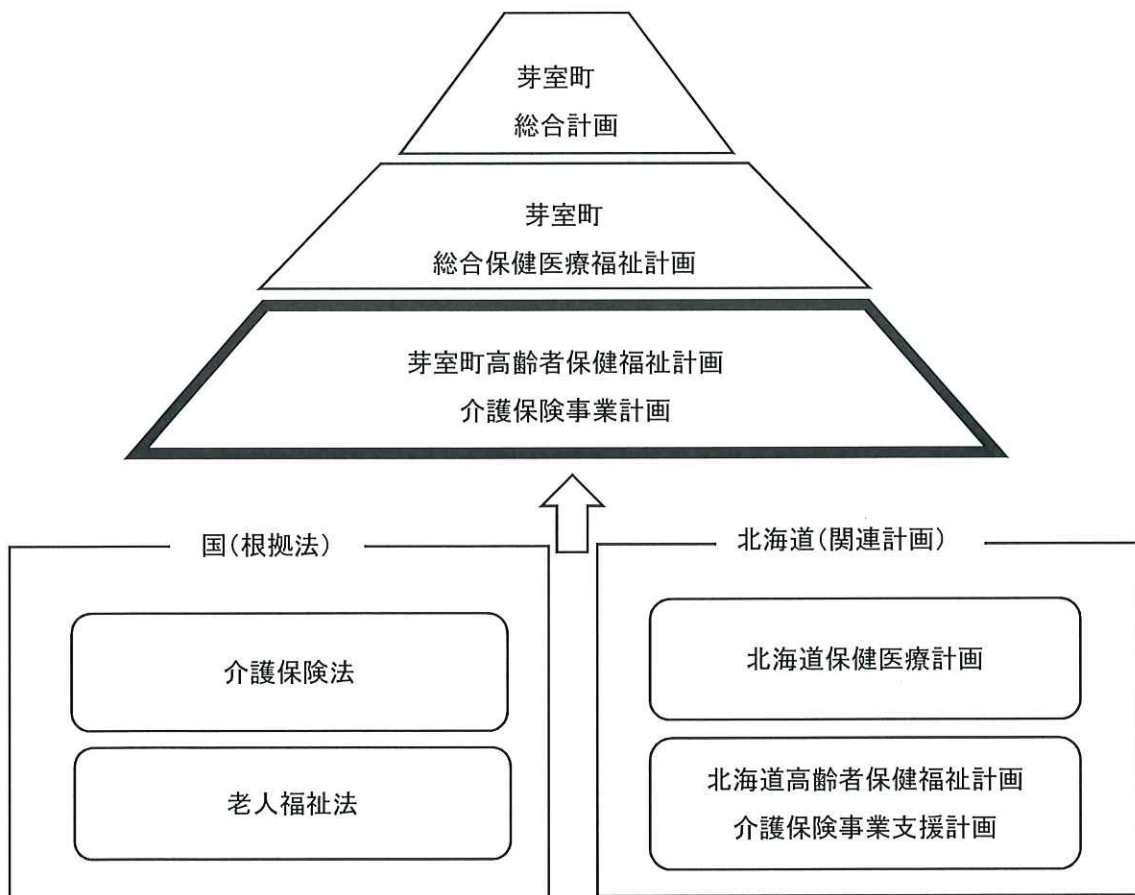 芽室町
総合計画
芽室町
総合保健医療福祉計画
芽室町高齢者保健福祉計画
介護保険事業計画
国(根拠法)
介護保険法
老人福祉法
北海道(関連計画)
北海道保健医療計画
北海道高齢者保健福祉計画
介護保険事業支援計画